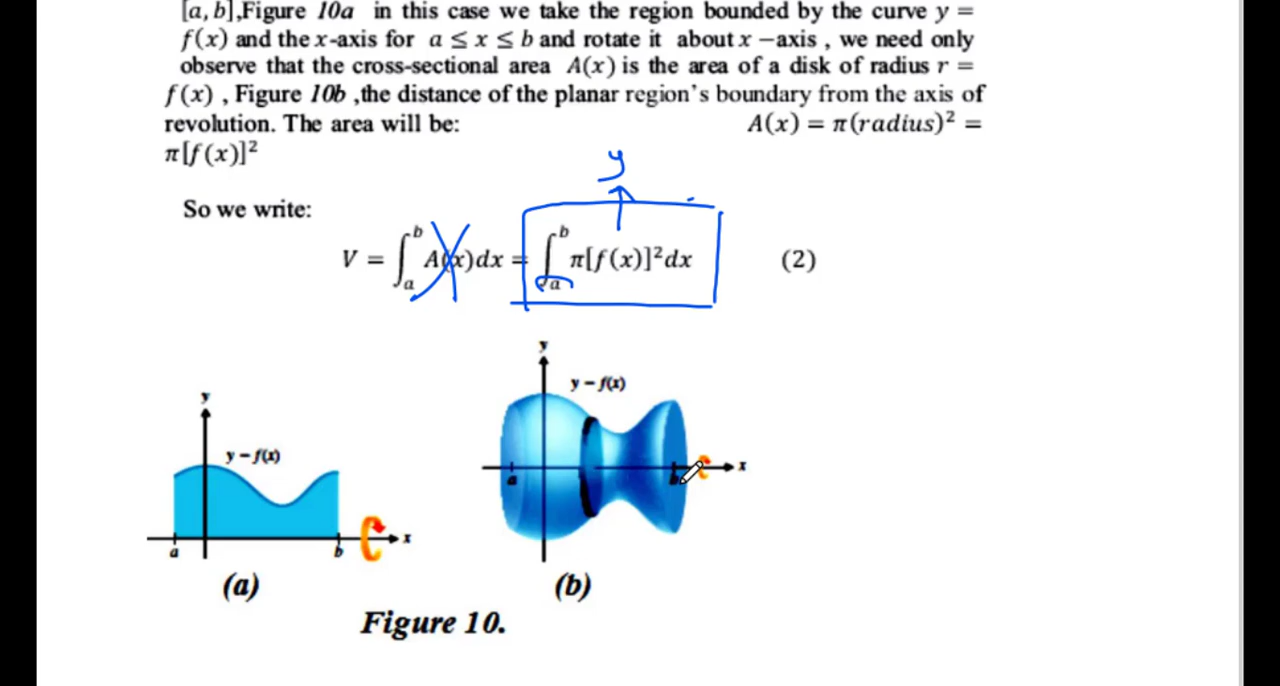 [a, b],Figure 10a in this case we take the region bounded by the curve y =
f(x) and the x-axis for a ≤ x ≤ b and rotate it about x −axis , we need only
observe that the cross-sectional area A(x) is the area of a disk of radius r =
f(x) , Figure 10b ,the distance of the planar region's boundary from the axis of
revolution. The area will be: A(x) = π(radius)² =
π[f(x)]²
y
So we write:
V = ∫ₐᵇ A(x)dx = ∫ₐᵇ π[f(x)]²dx (2)
y
y – f(x)
a b x
(a)
y
y – f(x)
a b x
(b)
Figure 10.